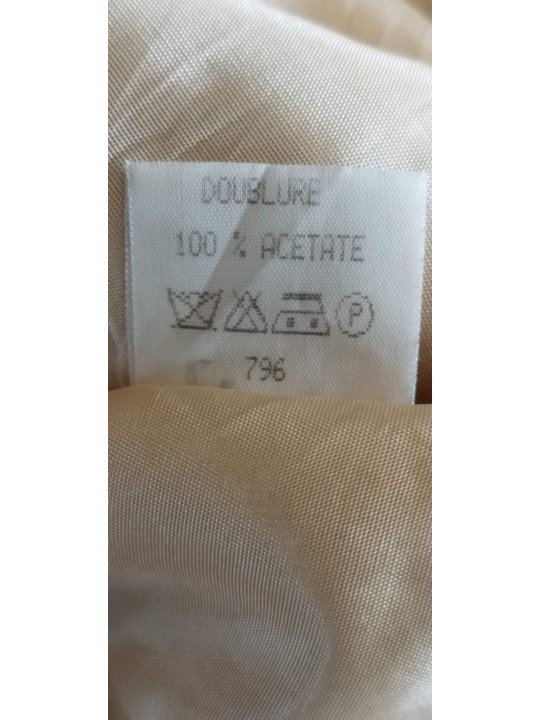 DOUBLURE
100 % ACETATE
P
796